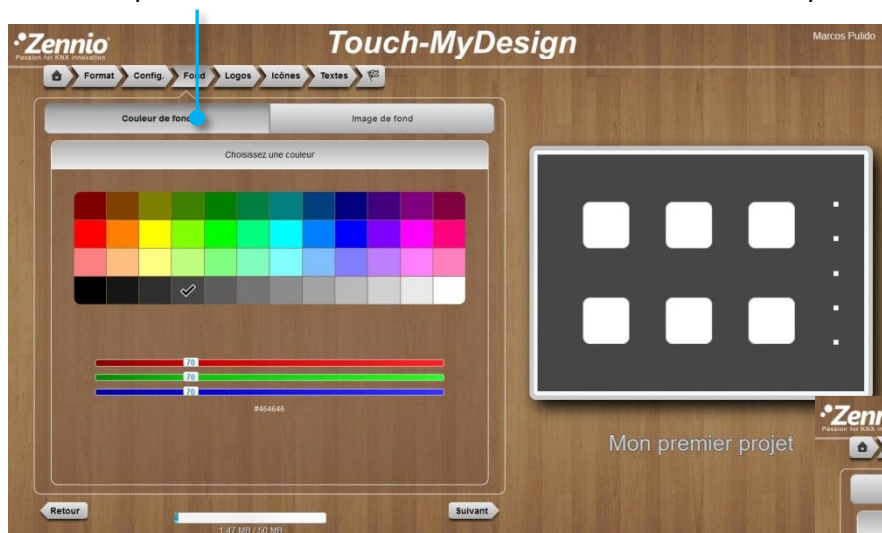 Zennio
Passion for KNX innovation
Touch-MyDesign
Marcos Pulido
Format Config. Fond Logos Icônes Textes
Couleur de fond
Image de fond
Choisissez une couleur
70
70
70
#464646
Mon premier projet
Retour
Suivant
1.47 MB / 50 MB